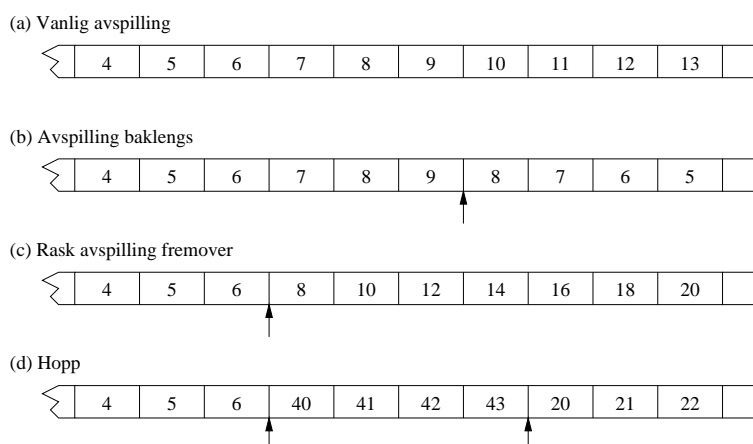 (a) Vanlig avspilling
4 5 6 7 8 9 10 11 12 13
(b) Avspilling baklengs
4 5 6 7 8 9 8 7 6 5
(c) Rask avspilling fremover
4 5 6 8 10 12 14 16 18 20
(d) Hopp
4 5 6 40 41 42 43 20 21 22